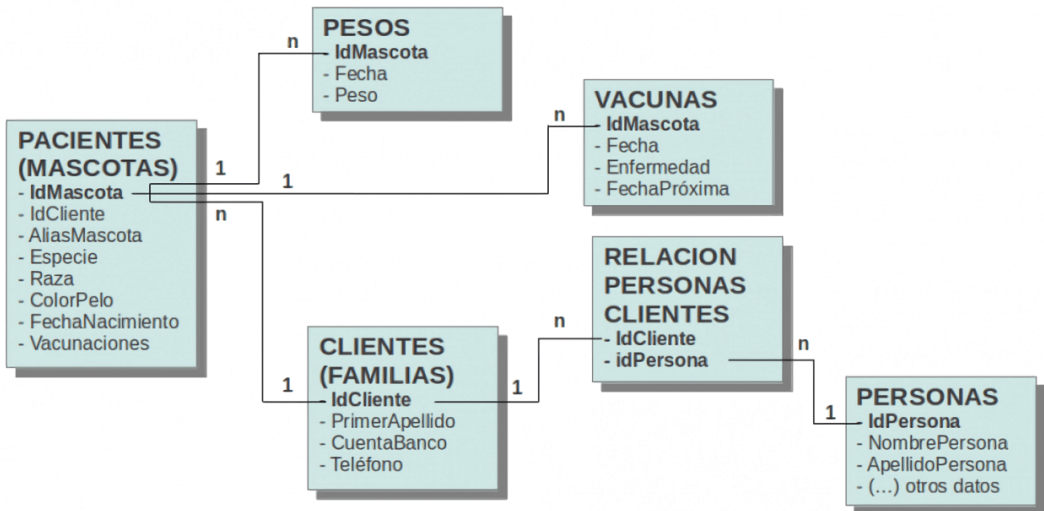 PESOS
- IdMascota
- Fecha
- Peso
n
VACUNAS
- IdMascota
- Fecha
- Enfermedad
- FechaPróxima
n
PACIENTES
(MASCOTAS)
- IdMascota
- IdCliente
- AliasMascota
- Especie
- Raza
- ColorPelo
- FechaNacimiento
- Vacunaciones
1
1
n
RELACION
PERSONAS
CLIENTES
- IdCliente
- idPersona
n
n
CLIENTES
(FAMILIAS)
- IdCliente
- PrimerApellido
- CuentaBanco
- Teléfono
1
1
PERSONAS
- IdPersona
- NombrePersona
- ApellidoPersona
- (...) otros datos
1